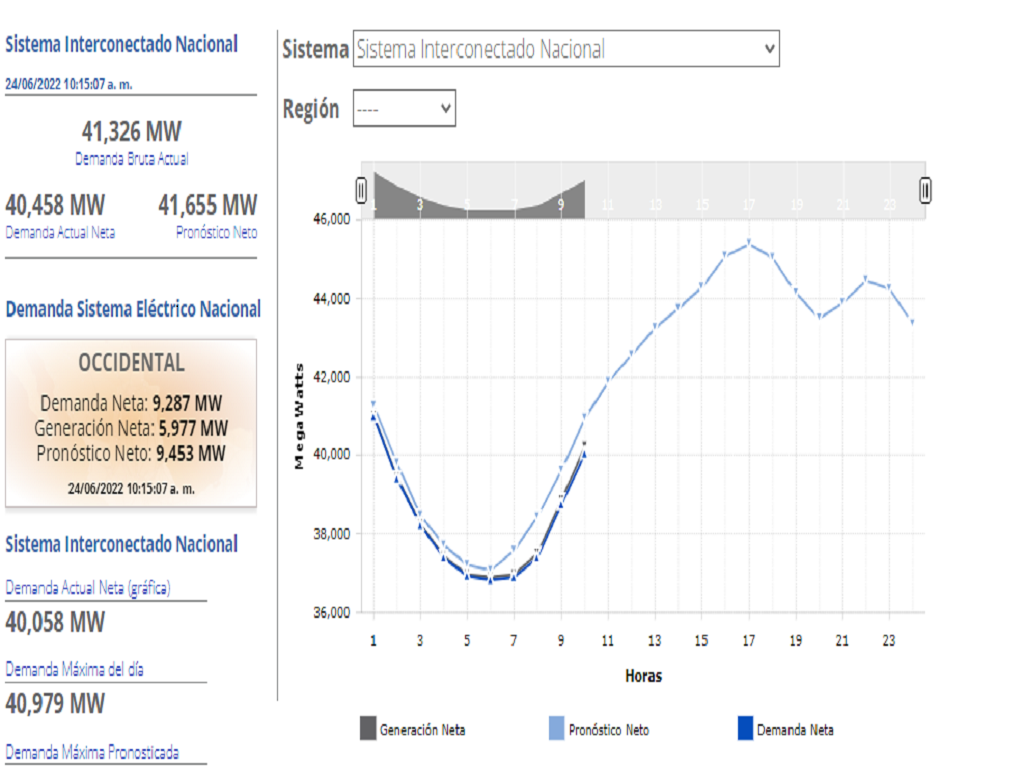 Sistema Interconectado Nacional
24/06/2022 10:15:07 a. m.
41,326 MW
Demanda Bruta Actual
40,458 MW 41,655 MW
Demanda Actual Neta Pronóstico Neto
Demanda Sistema Eléctrico Nacional
OCCIDENTAL
Demanda Neta: 9,287 MW
Generación Neta: 5,977 MW
Pronóstico Neto: 9,453 MW
24/06/2022 10:15:07 a. m.
Sistema Interconectado Nacional
Demanda Actual Neta (gráfica)
40,058 MW
Demanda Máxima del día
40,979 MW
Demanda Máxima Pronosticada
Sistema Sistema Interconectado Nacional
Región ----
1 3 5 7 9 11 13 15 17 19 21 23
46,000
44,000
42,000
40,000
38,000
36,000
MegaWatts
1 3 5 7 9 11 13 15 17 19 21 23
Horas
Generación Neta Pronóstico Neto Demanda Neta